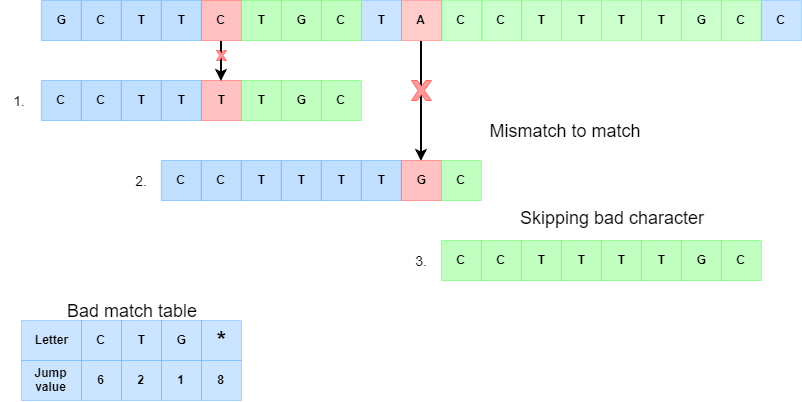 G C T T C T G C T A C C T T T T G C C
1. C C T T T T G C
Mismatch to match
2. C C T T T T G C
Skipping bad character
3. C C T T T T G C
Bad match table
Letter C T G *
Jump
value 6 2 1 8